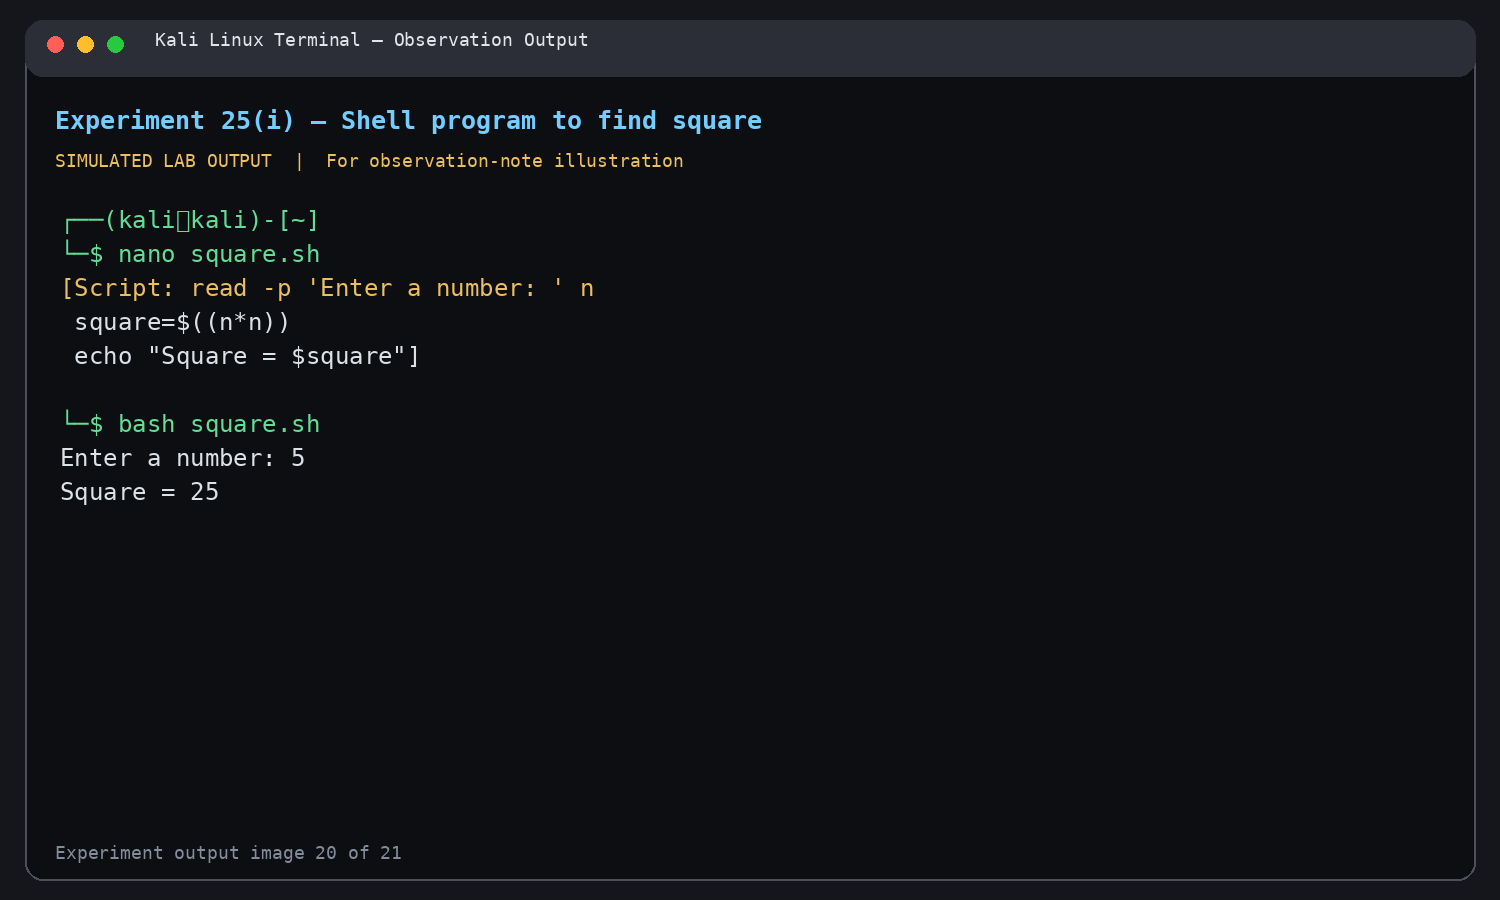 Kali Linux Terminal — Observation Output
Experiment 25(i) — Shell program to find square
SIMULATED LAB OUTPUT | For observation-note illustration
┌──(kali▯kali)-[~]
└─$ nano square.sh
[Script: read -p 'Enter a number: ' n
square=$((n*n))
echo "Square = $square"]
└─$ bash square.sh
Enter a number: 5
Square = 25
Experiment output image 20 of 21